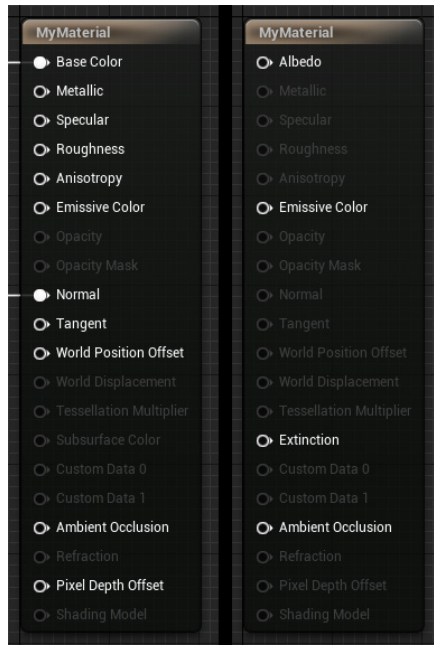 MyMaterial
Base Color
Metallic
Specular
Roughness
Anisotropy
Emissive Color
Opacity
Opacity Mask
Normal
Tangent
World Position Offset
World Displacement
Tessellation Multiplier
Subsurface Color
Custom Data 0
Custom Data 1
Ambient Occlusion
Refraction
Pixel Depth Offset
Shading Model
MyMaterial
Albedo
Metallic
Specular
Roughness
Anisotropy
Emissive Color
Opacity
Opacity Mask
Normal
Tangent
World Position Offset
World Displacement
Tessellation Multiplier
Extinction
Custom Data 0
Custom Data 1
Ambient Occlusion
Refraction
Pixel Depth Offset
Shading Model